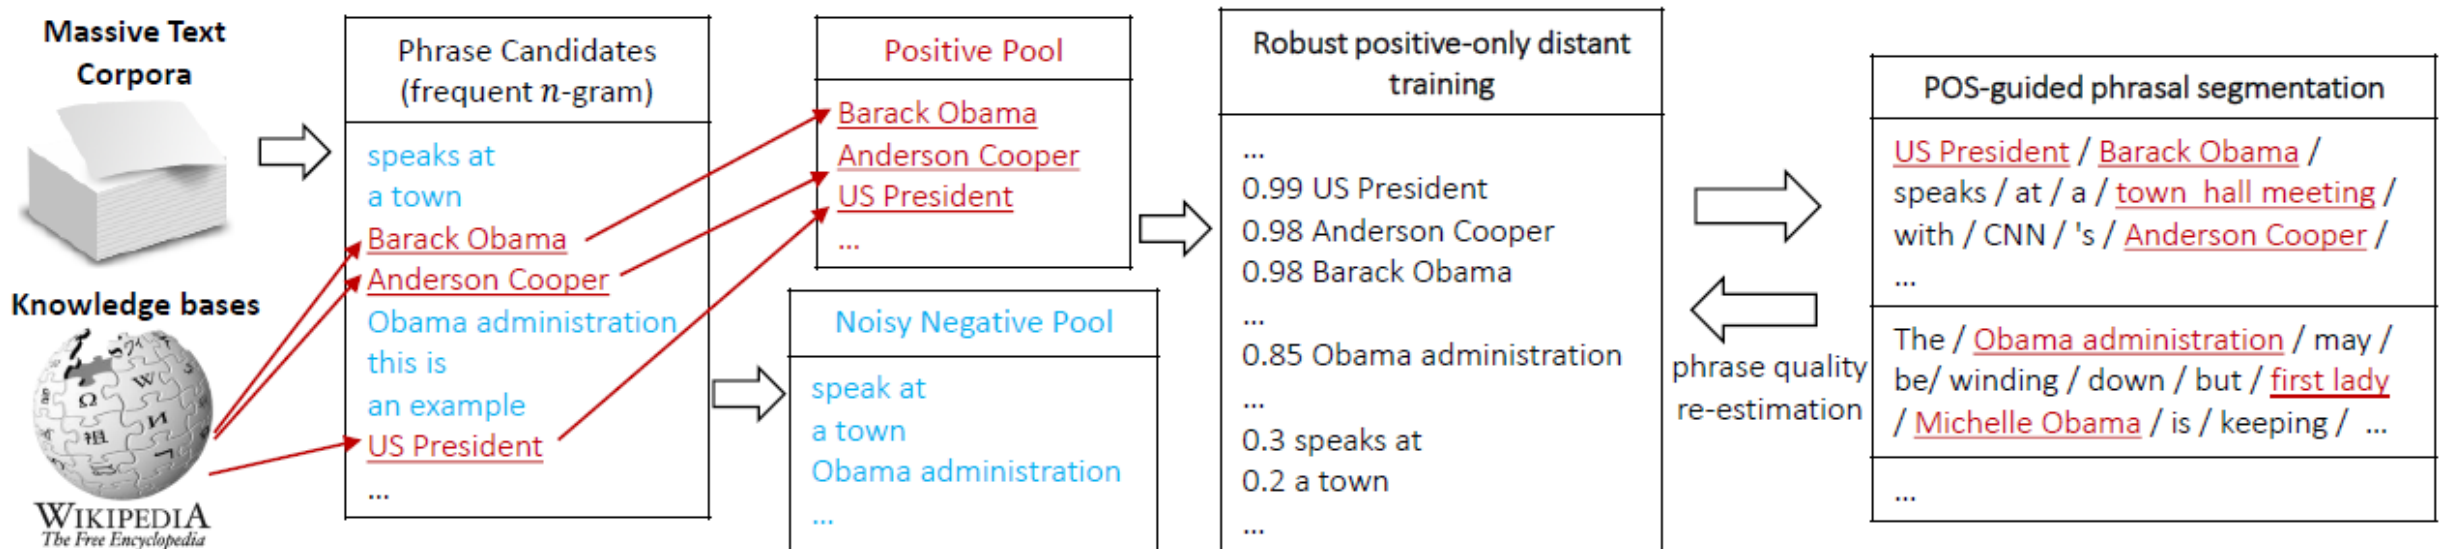 Massive Text
Corpora
Knowledge bases
WIKIPEDIA
The Free Encyclopedia
Phrase Candidates
(frequent n-gram)
speaks at
a town
Barack Obama
Anderson Cooper
Obama administration
this is
an example
US President
...
Positive Pool
Barack Obama
Anderson Cooper
US President
...
Noisy Negative Pool
speak at
a town
Obama administration
...
Robust positive-only distant
training
...
0.99 US President
0.98 Anderson Cooper
0.98 Barack Obama
...
0.85 Obama administration
...
0.3 speaks at
0.2 a town
...
phrase quality
re-estimation
POS-guided phrasal segmentation
US President / Barack Obama /
speaks / at / a / town hall meeting /
with / CNN / 's / Anderson Cooper /
...
The / Obama administration / may /
be/ winding / down / but / first lady
/ Michelle Obama / is / keeping / ...
...